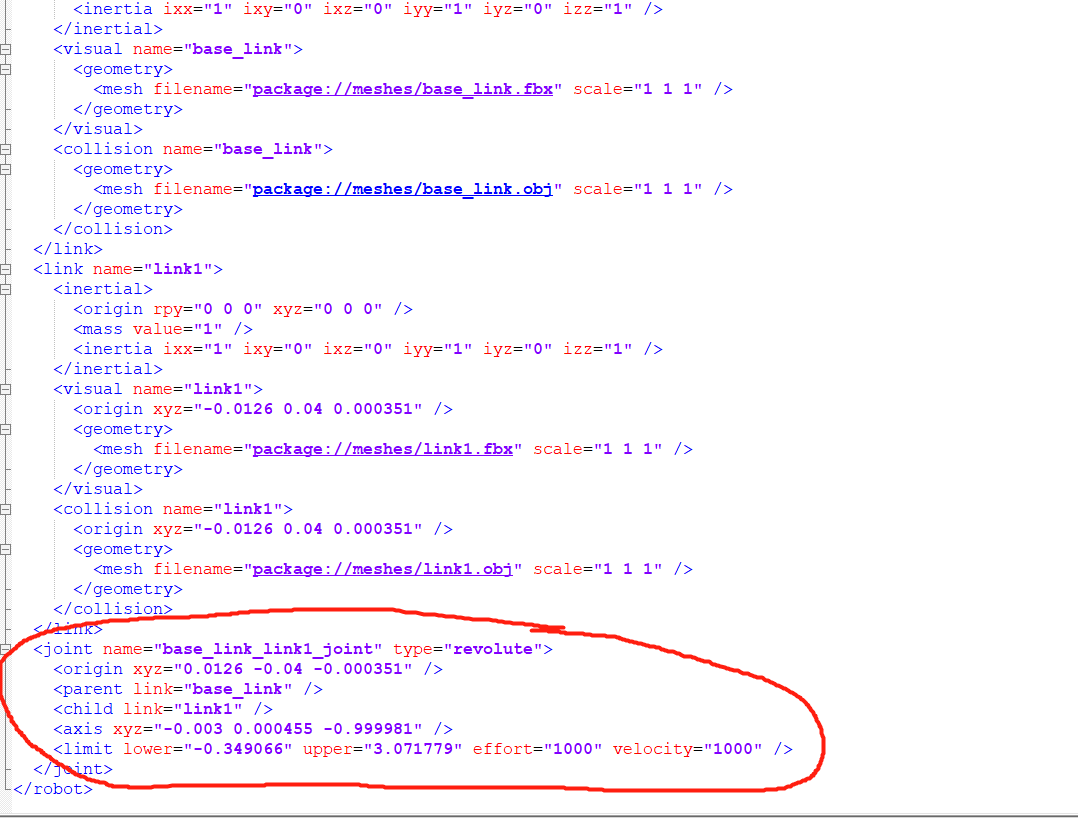 <inertia ixx="1" ixy="0" ixz="0" iyy="1" iyz="0" izz="1" />
</inertial>
<visual name="base_link">
<geometry>
<mesh filename="package://meshes/base_link.fbx" scale="1 1 1" />
</geometry>
</visual>
<collision name="base_link">
<geometry>
<mesh filename="package://meshes/base_link.obj" scale="1 1 1" />
</geometry>
</collision>
</link>
<link name="link1">
<inertial>
<origin rpy="0 0 0" xyz="0 0 0" />
<mass value="1" />
<inertia ixx="1" ixy="0" ixz="0" iyy="1" iyz="0" izz="1" />
</inertial>
<visual name="link1">
<origin xyz="-0.0126 0.04 0.000351" />
<geometry>
<mesh filename="package://meshes/link1.fbx" scale="1 1 1" />
</geometry>
</visual>
<collision name="link1">
<origin xyz="-0.0126 0.04 0.000351" />
<geometry>
<mesh filename="package://meshes/link1.obj" scale="1 1 1" />
</geometry>
</collision>
</link>
<joint name="base_link_link1_joint" type="revolute">
<origin xyz="0.0126 -0.04 -0.000351" />
<parent link="base_link" />
<child link="link1" />
<axis xyz="-0.003 0.000455 -0.999981" />
<limit lower="-0.349066" upper="3.071779" effort="1000" velocity="1000" />
</joint>
</robot>